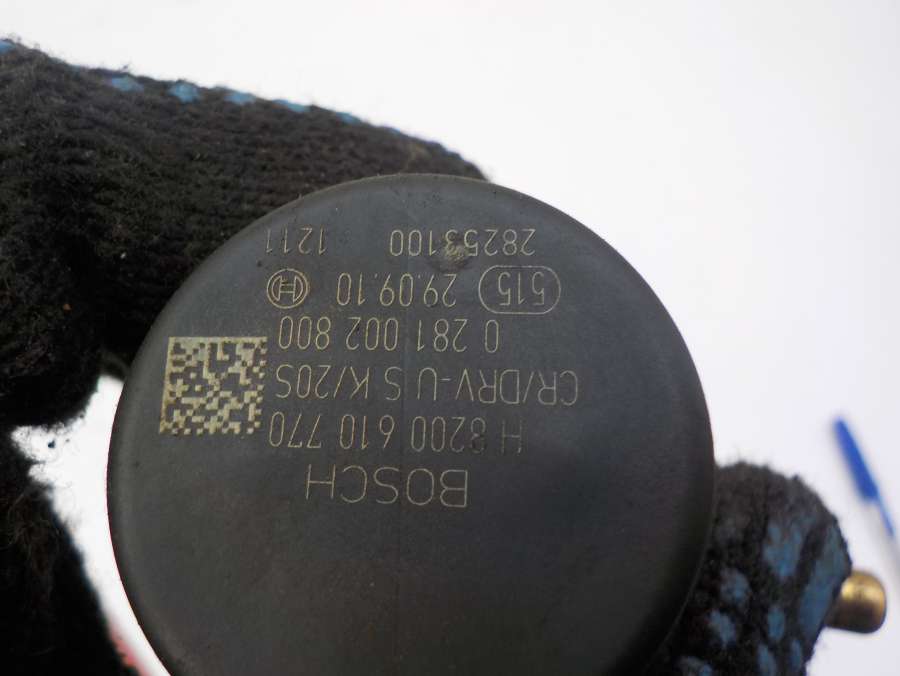 BOSCH
H 8200 610 770
CR/DRV-U S K/20S
0 281 002 800
515 29.09.10
28253100 1211